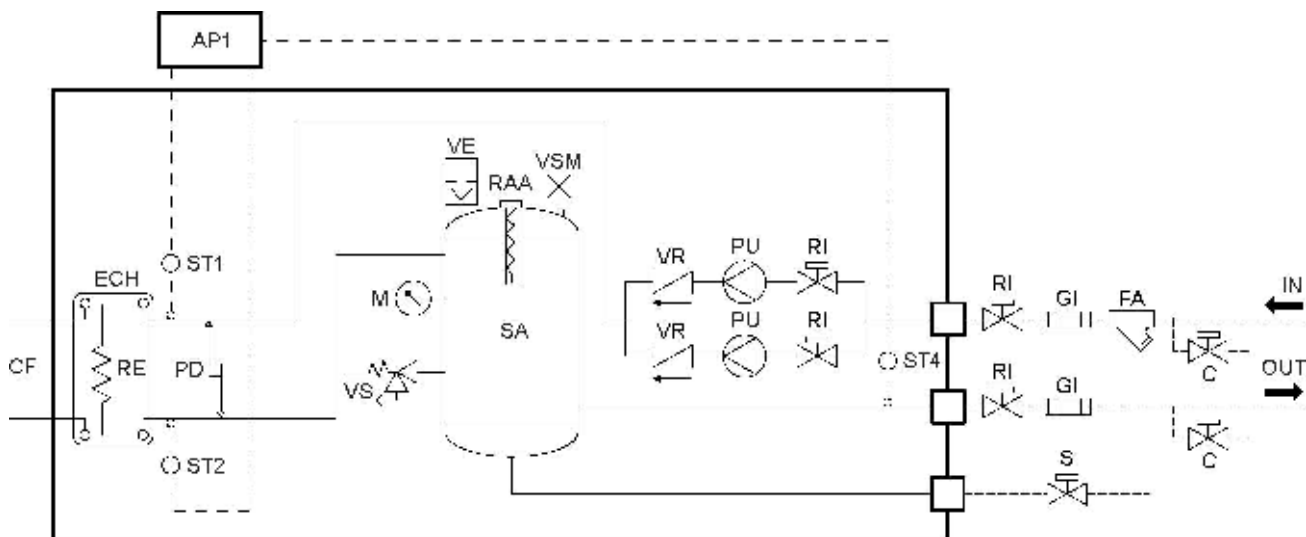 AP1
VE
VSM
RAA
ST1
ECH
VR
PU
RI
M
RI
GI
FA
IN
SA
CF
RE
PD
VR
PU
RI
ST4
C
OUT
VS
RI
GI
ST2
S
C